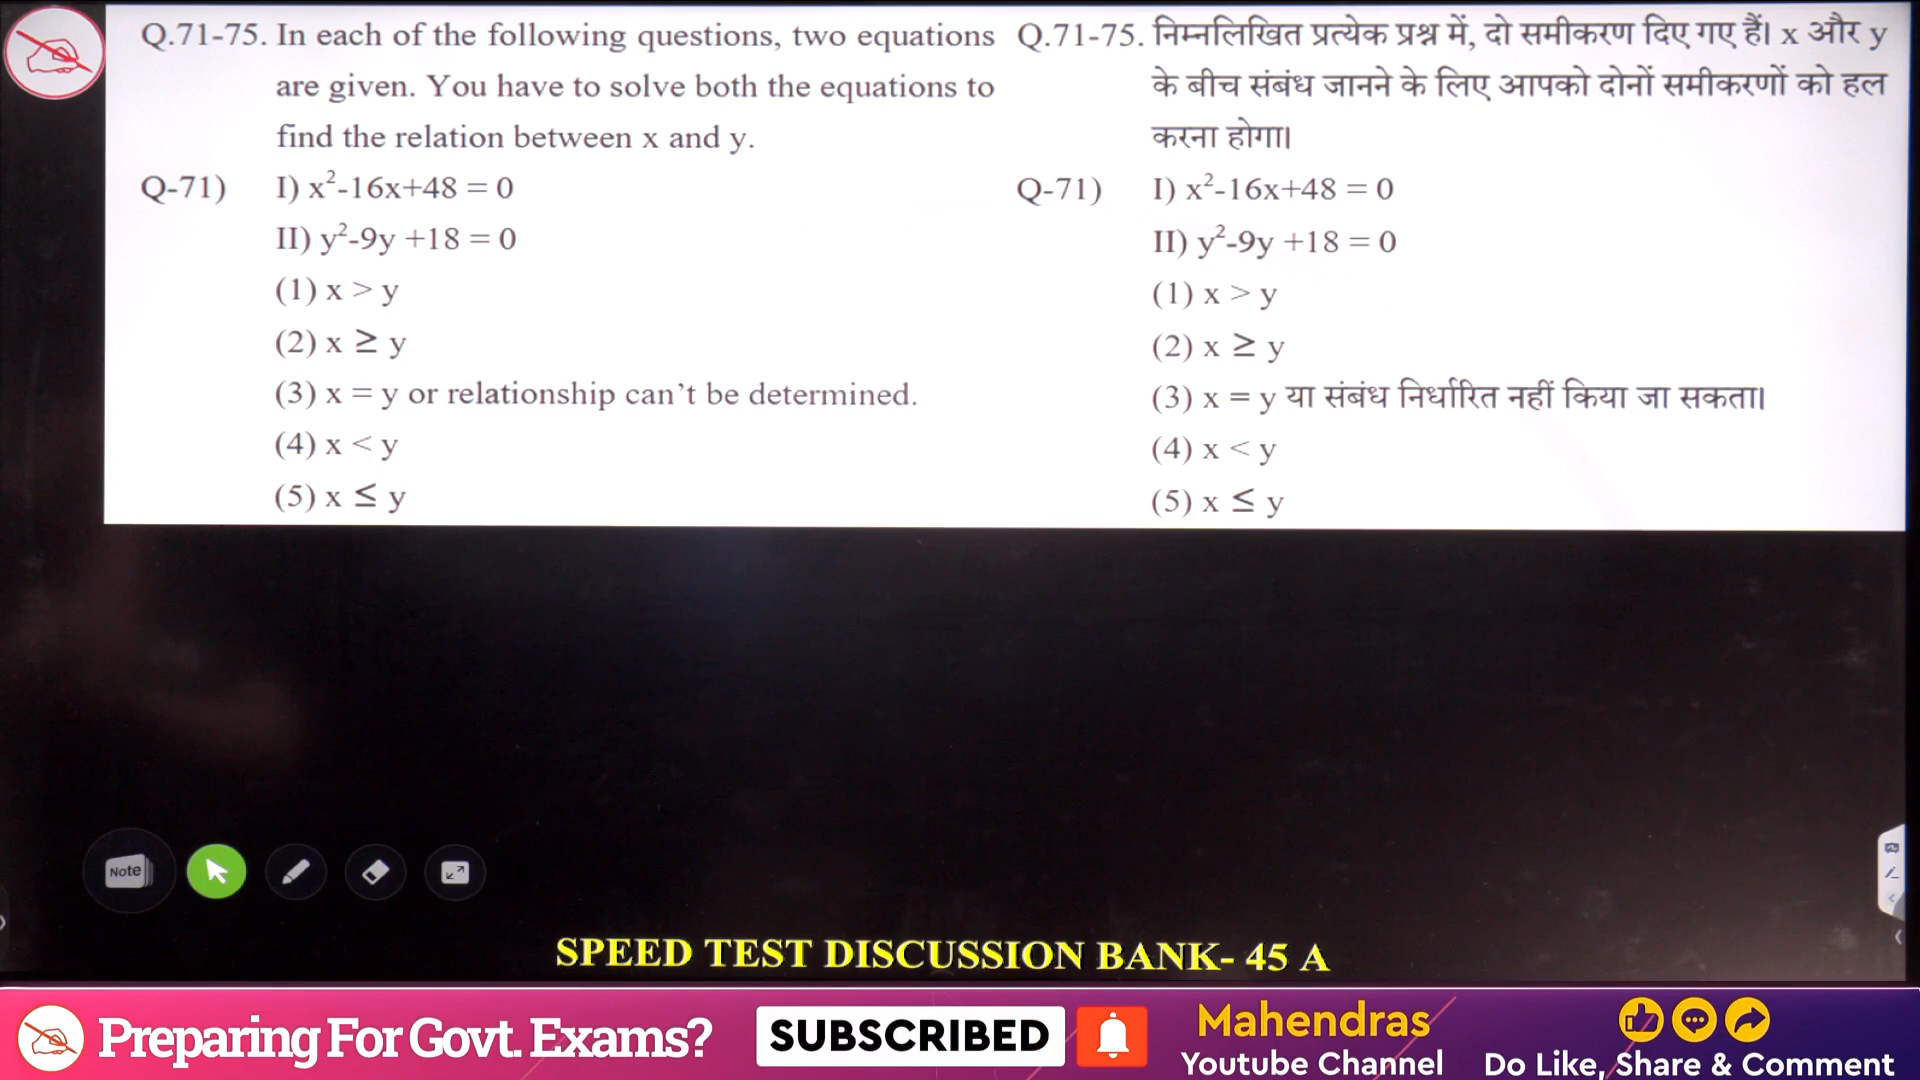 Q.71-75. In each of the following questions, two equations
are given. You have to solve both the equations to
find the relation between x and y.
Q-71) I) x²-16x+48 = 0
II) y²-9y +18 = 0
(1) x > y
(2) x ≥ y
(3) x = y or relationship can’t be determined.
(4) x < y
(5) x ≤ y
Q.71-75. निम्नलिखित प्रत्येक प्रश्न में, दो समीकरण दिए गए हैं। x और y
के बीच संबंध जानने के लिए आपको दोनों समीकरणों को हल
करना होगा।
Q-71) I) x²-16x+48 = 0
II) y²-9y +18 = 0
(1) x > y
(2) x ≥ y
(3) x = y या संबंध निर्धारित नहीं किया जा सकता।
(4) x < y
(5) x ≤ y
Note
SPEED TEST DISCUSSION BANK- 45 A
Preparing For Govt. Exams?
SUBSCRIBED
Mahendras
Youtube Channel
Do Like, Share & Comment